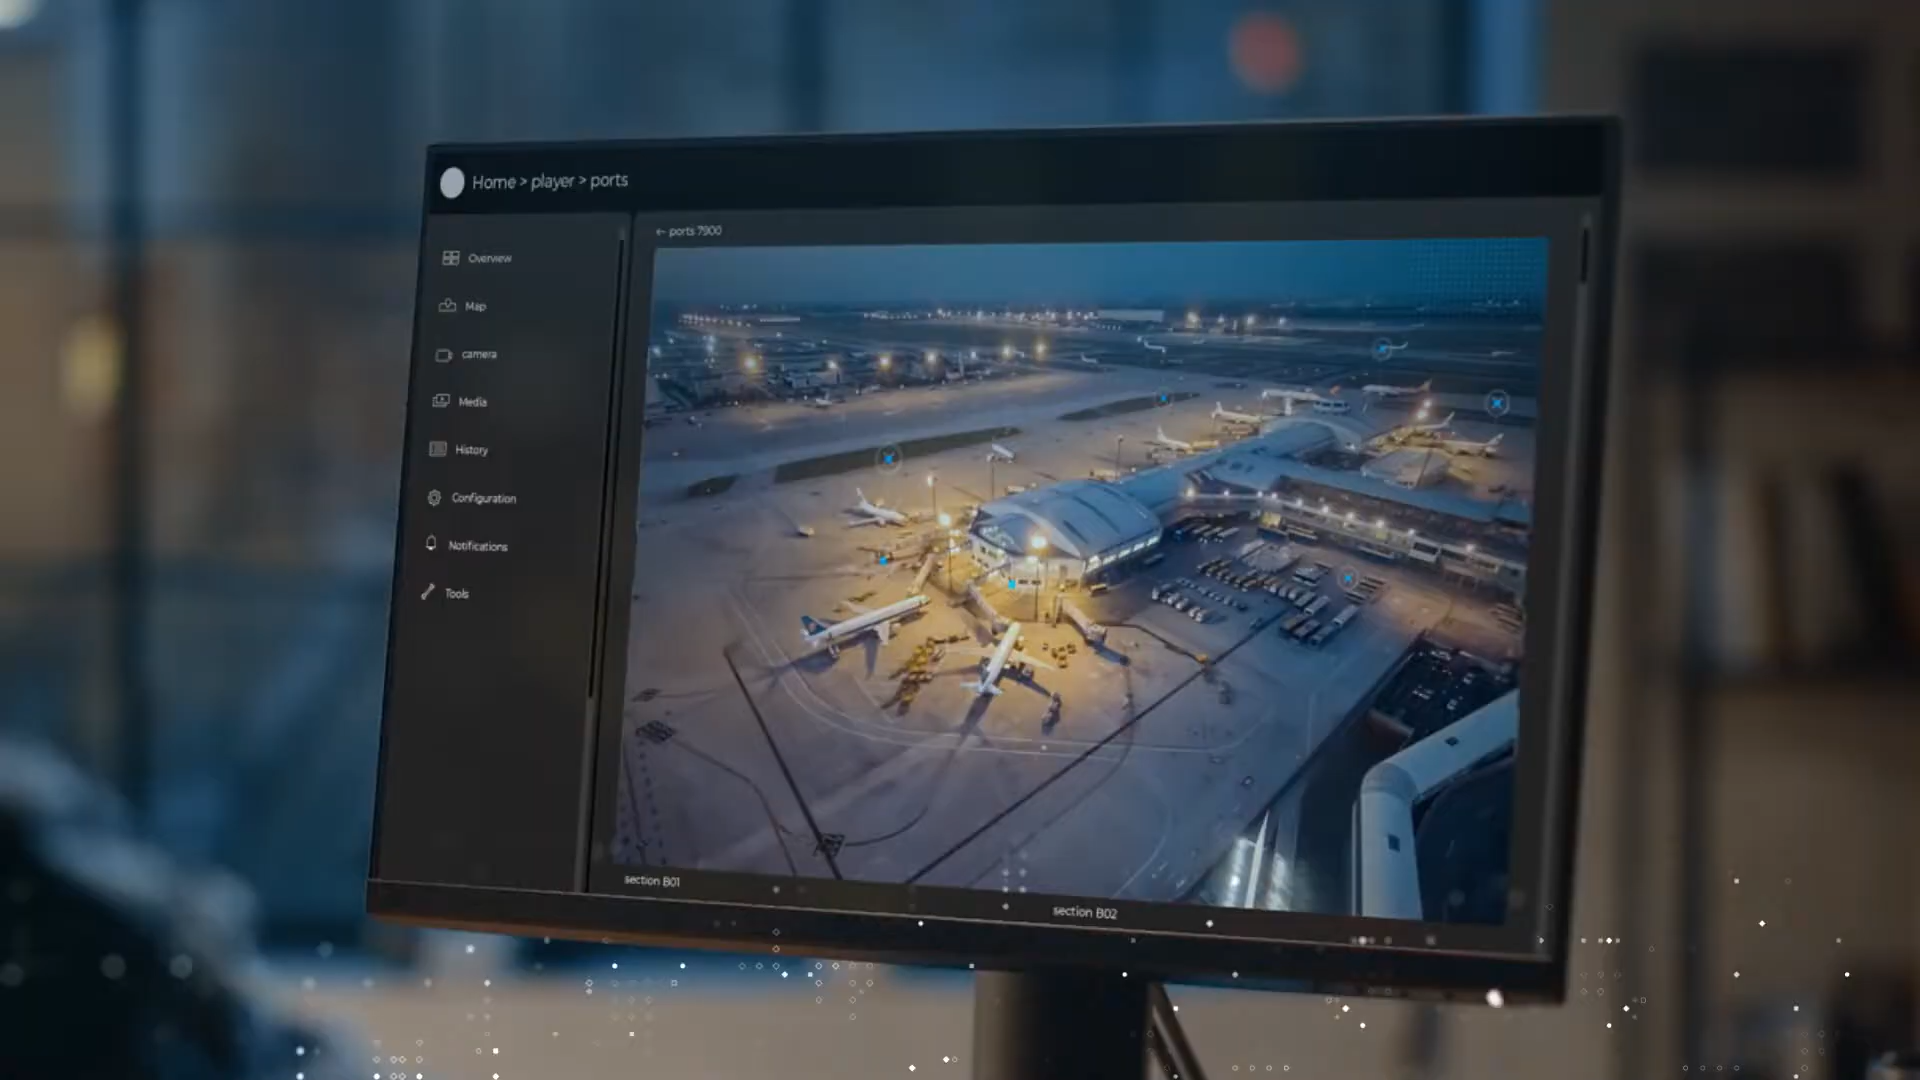 Home > player > ports
← ports 7900
Overview
Map
camera
Media
History
Configuration
Notifications
Tools
section B01
section B02